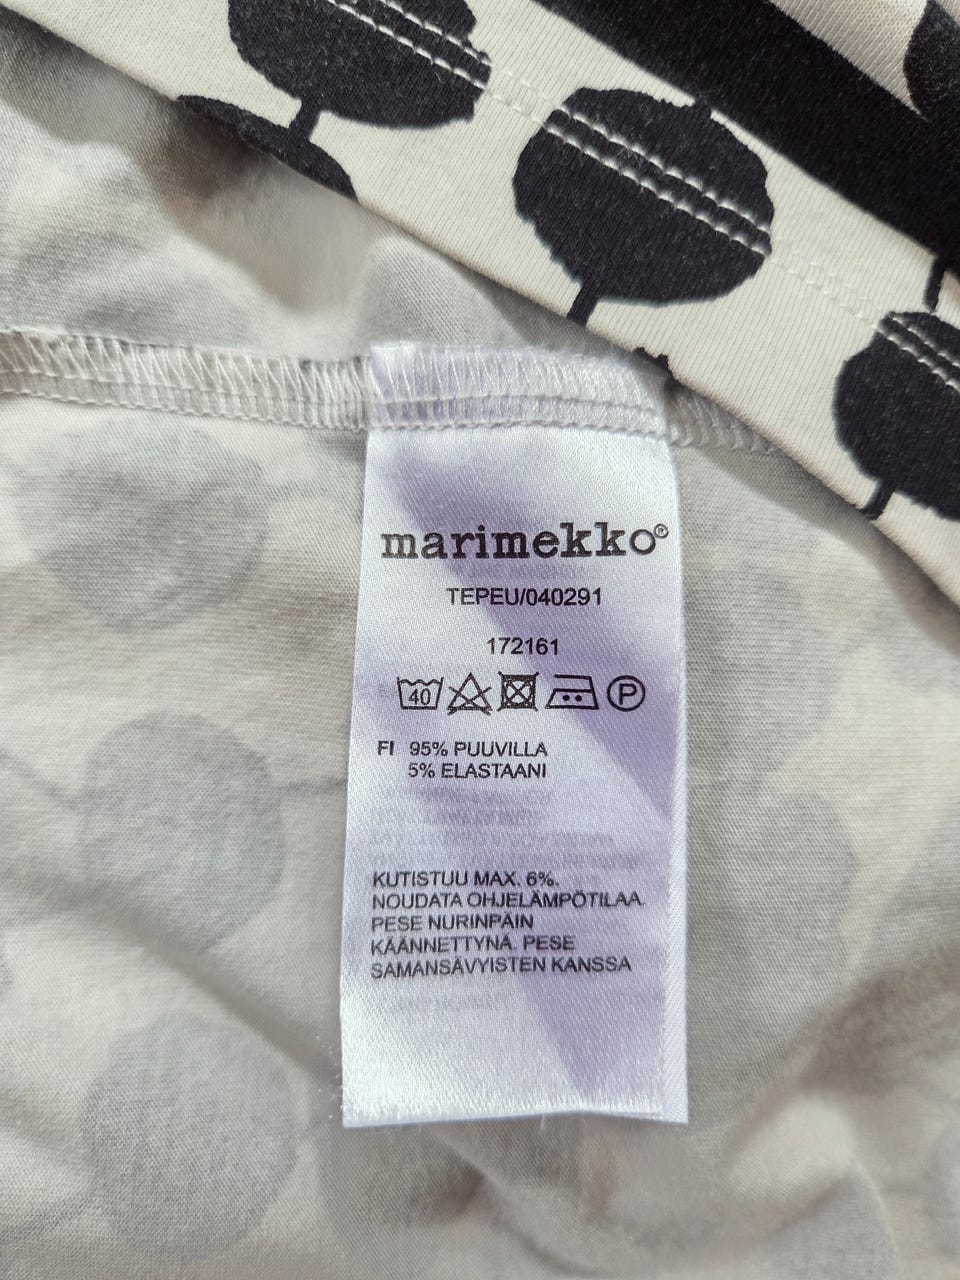 marimekko®
TEPEU/040291
172161
40 P
FI 95% PUUVILLA
5% ELASTAANI
KUTISTUU MAX. 6%.
NOUDATA OHJELÄMPÖTILAA.
PESE NURINPÄIN
KÄÄNNETTYNÄ. PESE
SAMANSÄVYISTEN KANSSA